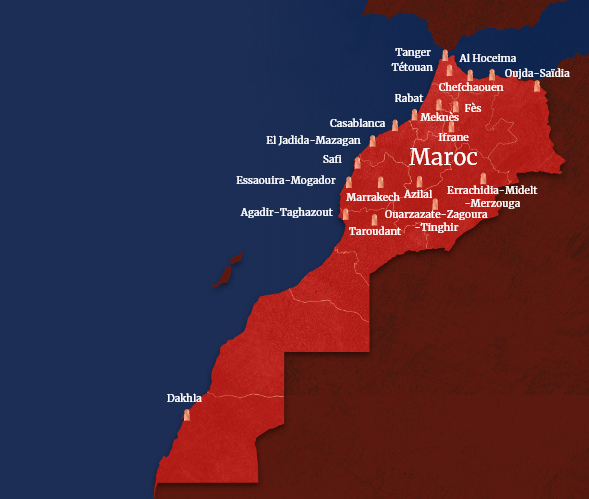 Tanger
Al Hoceima
Tétouan
Oujda-Saïdia
Chefchaouen
Rabat
Fès
Meknès
Casablanca
Ifrane
El Jadida-Mazagan
Maroc
Safi
Essaouira-Mogador
Errachidia-Midelt
-Merzouga
Marrakech
Azilal
Agadir-Taghazout
Ouarzazate-Zagoura
-Tinghir
Taroudant
Dakhla